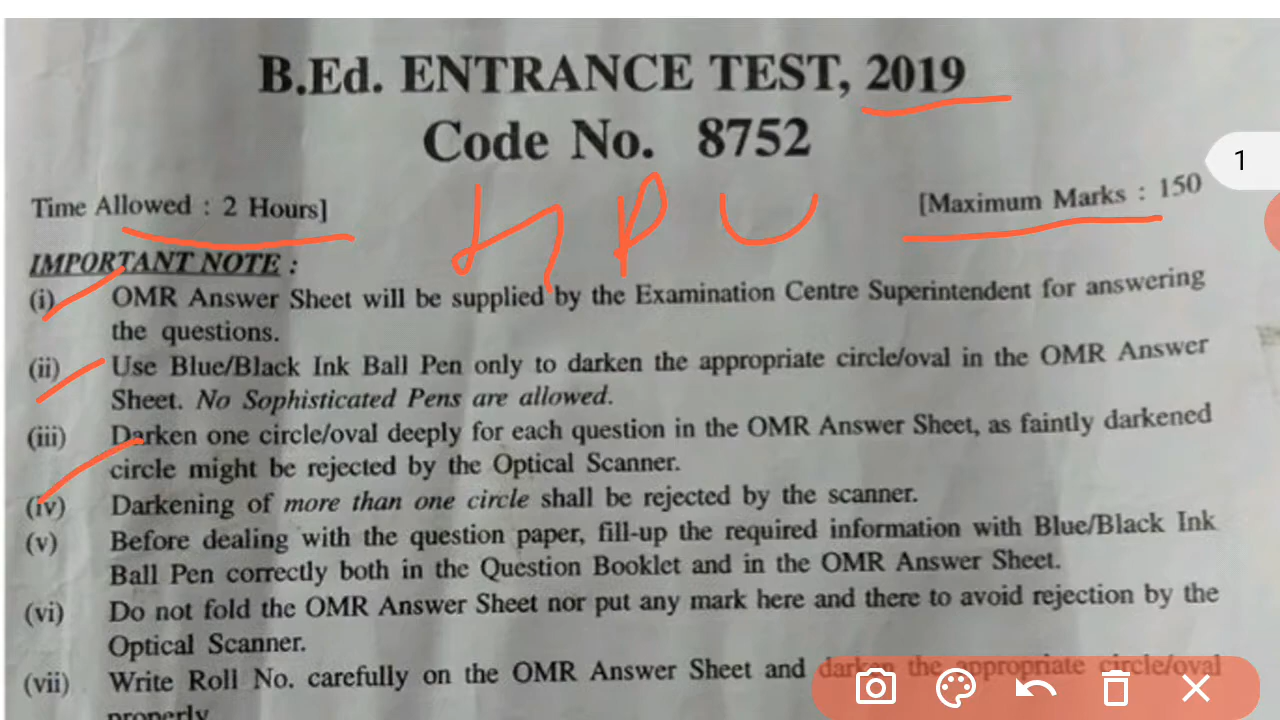 B.Ed. ENTRANCE TEST, 2019
Code No. 8752
1
Time Allowed : 2 Hours]
[Maximum Marks : 150
H P U
IMPORTANT NOTE :
(i) OMR Answer Sheet will be supplied by the Examination Centre Superintendent for answering
the questions.
(ii) Use Blue/Black Ink Ball Pen only to darken the appropriate circle/oval in the OMR Answer
Sheet. No Sophisticated Pens are allowed.
(iii) Darken one circle/oval deeply for each question in the OMR Answer Sheet, as faintly darkened
circle might be rejected by the Optical Scanner.
(iv) Darkening of more than one circle shall be rejected by the scanner.
(v) Before dealing with the question paper, fill-up the required information with Blue/Black Ink
Ball Pen correctly both in the Question Booklet and in the OMR Answer Sheet.
(vi) Do not fold the OMR Answer Sheet nor put any mark here and there to avoid rejection by the
Optical Scanner.
(vii) Write Roll No. carefully on the OMR Answer Sheet and darken the appropriate circle/oval
properly